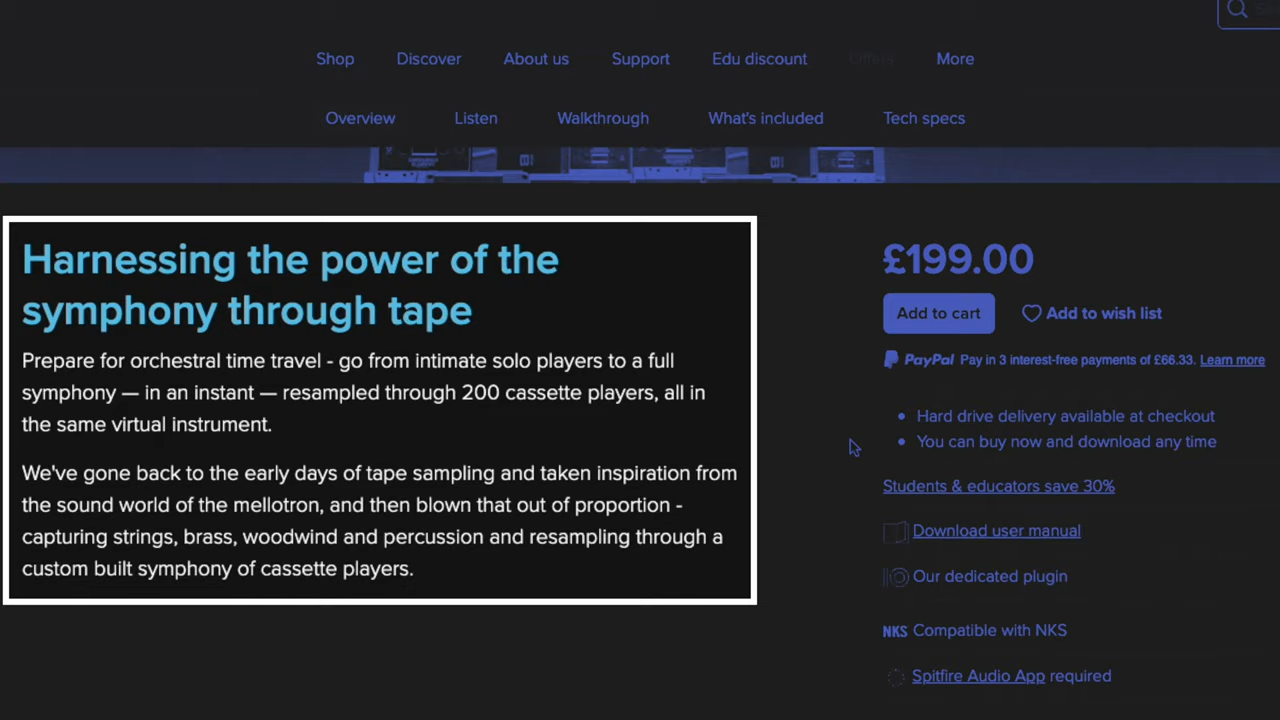 Shop Discover About us Support Edu discount Offers More
Overview Listen Walkthrough What's included Tech specs
Harnessing the power of the
symphony through tape
Prepare for orchestral time travel - go from intimate solo players to a full
symphony — in an instant — resampled through 200 cassette players, all in
the same virtual instrument.
We've gone back to the early days of tape sampling and taken inspiration from
the sound world of the mellotron, and then blown that out of proportion -
capturing strings, brass, woodwind and percussion and resampling through a
custom built symphony of cassette players.
£199.00
Add to cart Add to wish list
PayPal Pay in 3 interest-free payments of £66.33. Learn more
Hard drive delivery available at checkout
You can buy now and download any time
Students & educators save 30%
Download user manual
Our dedicated plugin
NKS Compatible with NKS
Spitfire Audio App required